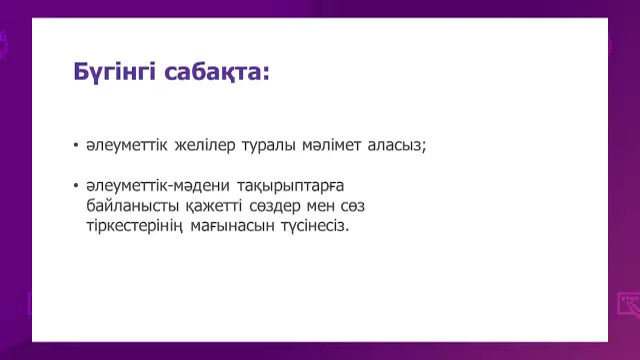 Бүгінгі сабақта:
• әлеуметтік желілер туралы мәлімет аласыз;
• әлеуметтік-мәдени тақырыптарға
байланысты қажетті сөздер мен сөз
тіркестерінің мағынасын түсінесіз.